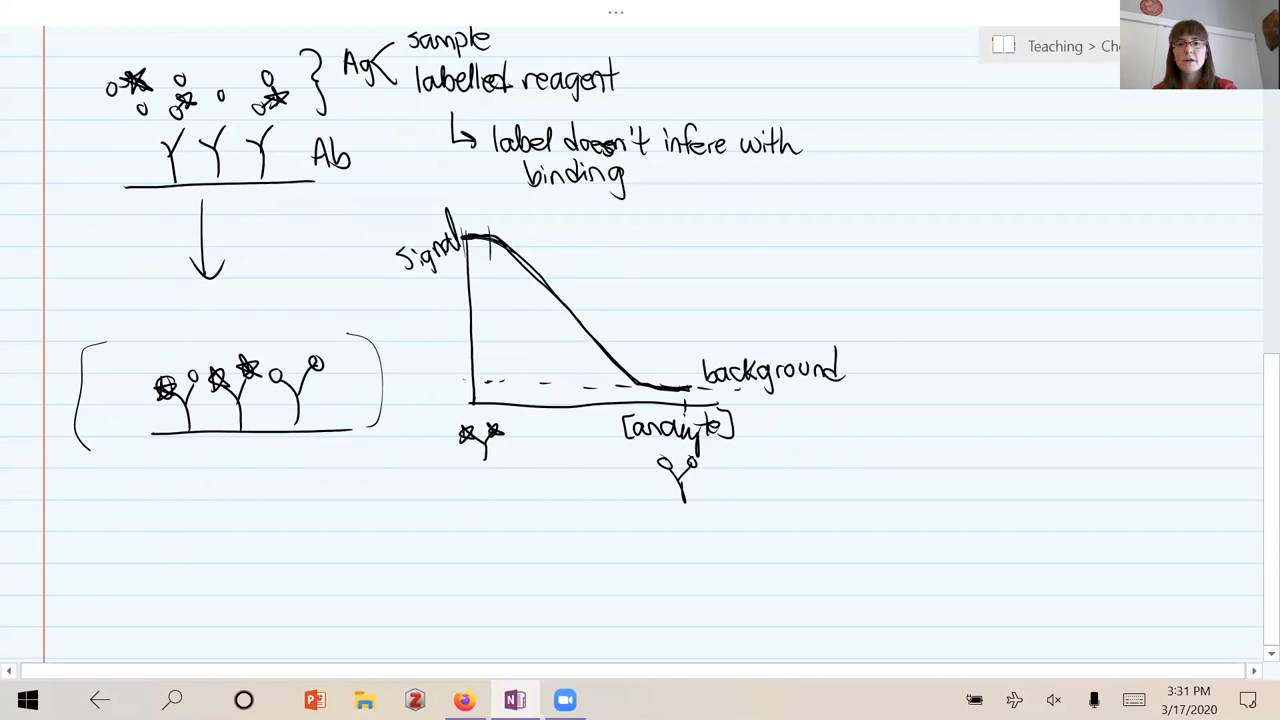 sample
Teaching > Che
Ag
labelled reagent
label doesn't infere with
Ab
binding
Signal
background
[analyte]
3:31 PM
3/17/2020